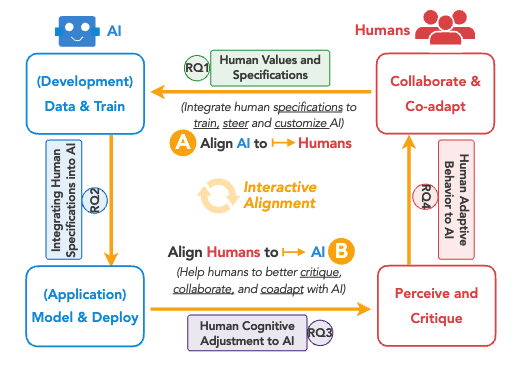 AI
Humans
RQ1
Human Values and
Specifications
(Development)
Data & Train
Collaborate &
Co-adapt
(Integrate human specifications to
train, steer and customize AI)
A Align AI to Humans
Integrating Human
Specifications into AI
RQ2
Interactive
Alignment
Human Adaptive
Behavior to AI
RQ4
Align Humans to AI B
(Help humans to better critique,
collaborate, and coadapt with AI)
(Application)
Model & Deploy
Perceive and
Critique
Human Cognitive
Adjustment to AI
RQ3